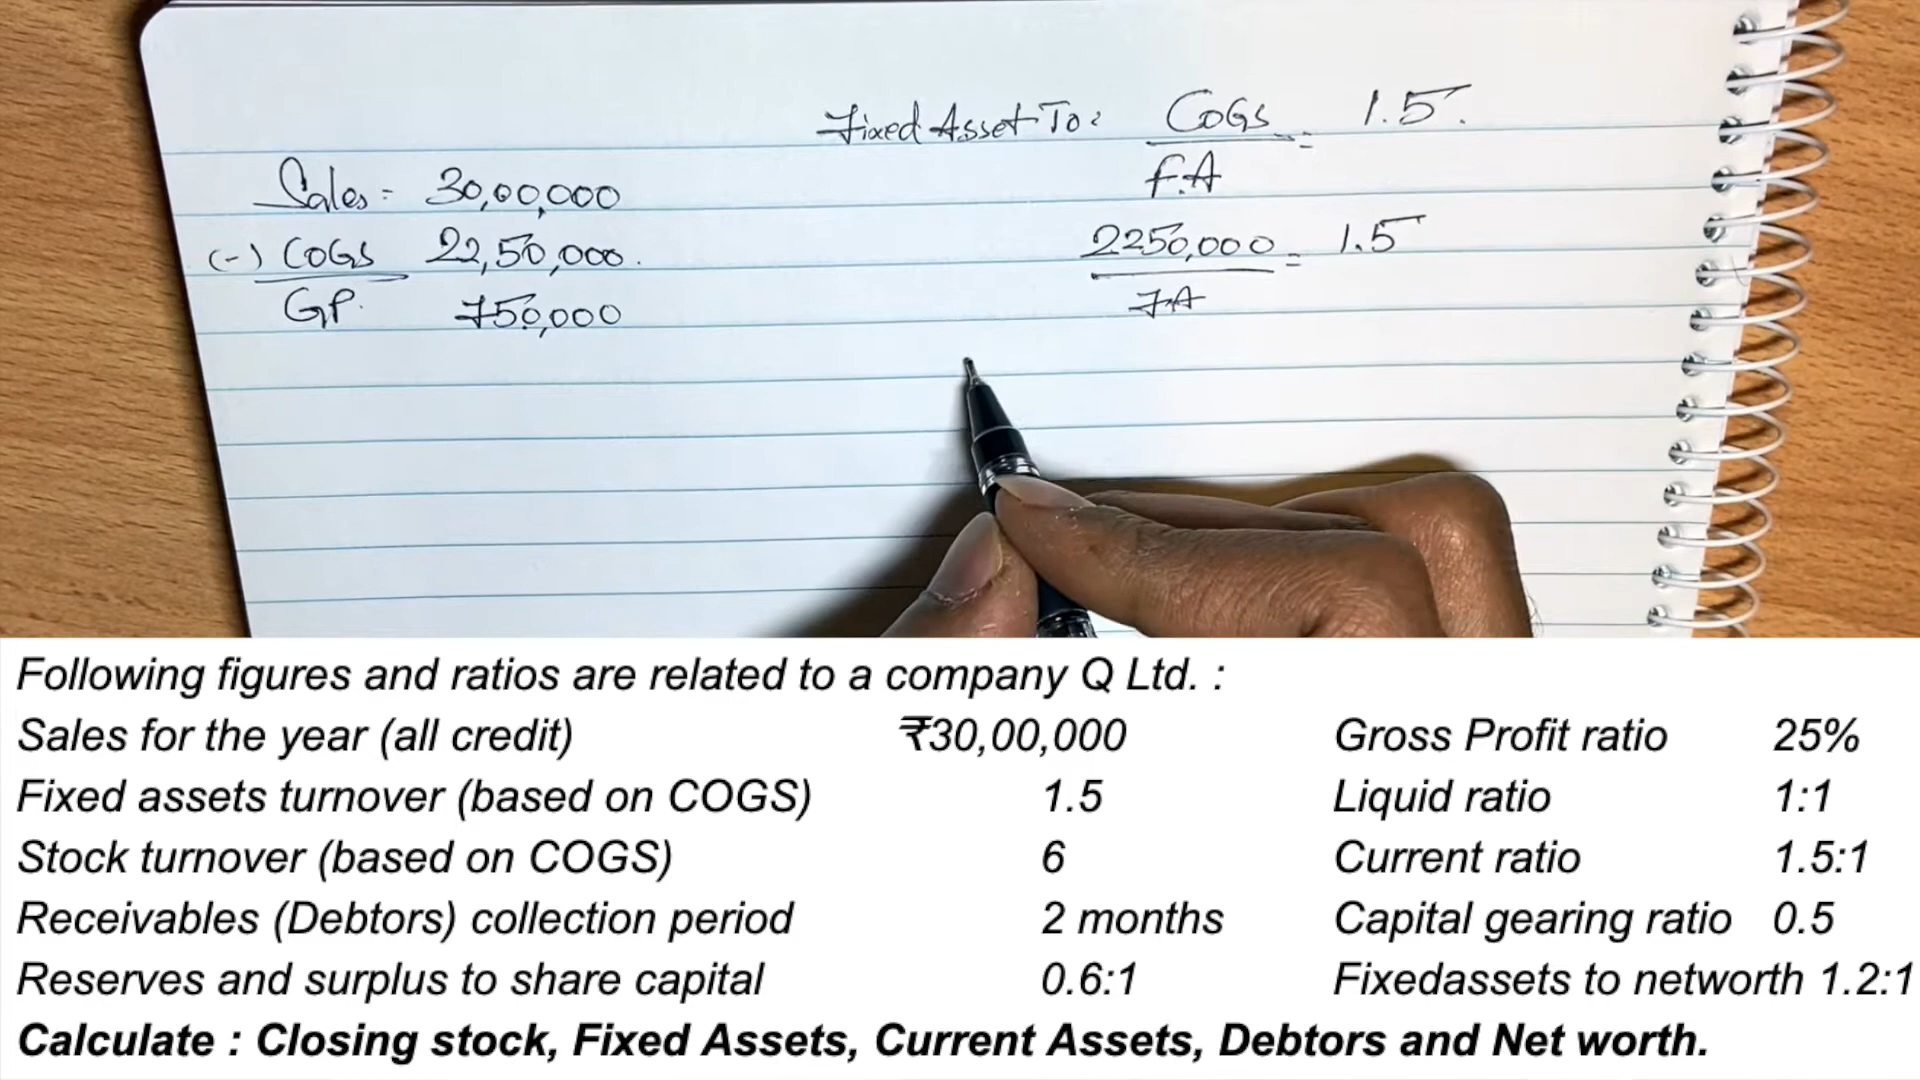 Fixed Asset To: COGS = 1.5.
F.A
Sales = 30,00,000
2250,000 = 1.5
(-) COGS 22,50,000.
F.A
GP. 750,000
Following figures and ratios are related to a company Q Ltd. :
Sales for the year (all credit) ₹30,00,000 Gross Profit ratio 25%
Fixed assets turnover (based on COGS) 1.5 Liquid ratio 1:1
Stock turnover (based on COGS) 6 Current ratio 1.5:1
Receivables (Debtors) collection period 2 months Capital gearing ratio 0.5
Reserves and surplus to share capital 0.6:1 Fixedassets to networth 1.2:1
Calculate : Closing stock, Fixed Assets, Current Assets, Debtors and Net worth.